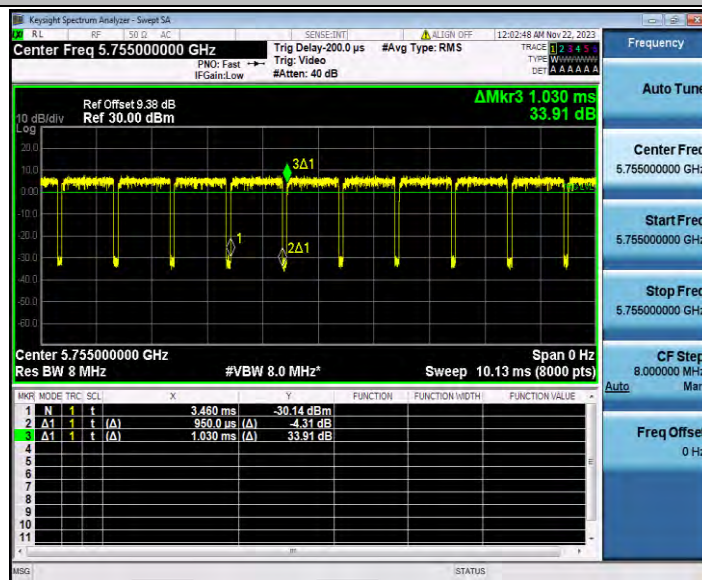 Keysight Spectrum Analyzer - Swept SA
RL RF 50 Ω AC SENSE:INT ALIGN OFF 12:02:48 AM Nov 22, 2023
Center Freq 5.755000000 GHz
PNO: Fast
IFGain:Low
Trig Delay-200.0 µs
Trig: Video
#Atten: 40 dB
#Avg Type: RMS
TRACE 1 2 3 4 5 6
TYPE WWWWWW
DET A A A A A A
Frequency
Auto Tune
Center Freq
5.755000000 GHz
Start Freq
5.755000000 GHz
Stop Freq
5.755000000 GHz
CF Step
8.000000 MHz
Auto Man
Freq Offset
0 Hz
ΔMkr3 1.030 ms
33.91 dB
Ref Offset 9.38 dB
10 dB/div Ref 30.00 dBm
Log
20.0
10.0
0.00
-10.0
-20.0
-30.0
-40.0
-50.0
-60.0
3Δ1
1
2Δ1
Center 5.755000000 GHz Span 0 Hz
Res BW 8 MHz #VBW 8.0 MHz* Sweep 10.13 ms (8000 pts)
MKR MODE TRC SCL X Y FUNCTION FUNCTION WIDTH FUNCTION VALUE
1 N 1 t 3.460 ms -30.14 dBm
2 Δ1 1 t (Δ) 950.0 µs (Δ) -4.31 dB
3 Δ1 1 t (Δ) 1.030 ms (Δ) 33.91 dB
4
5
6
7
8
9
10
11
MSG STATUS